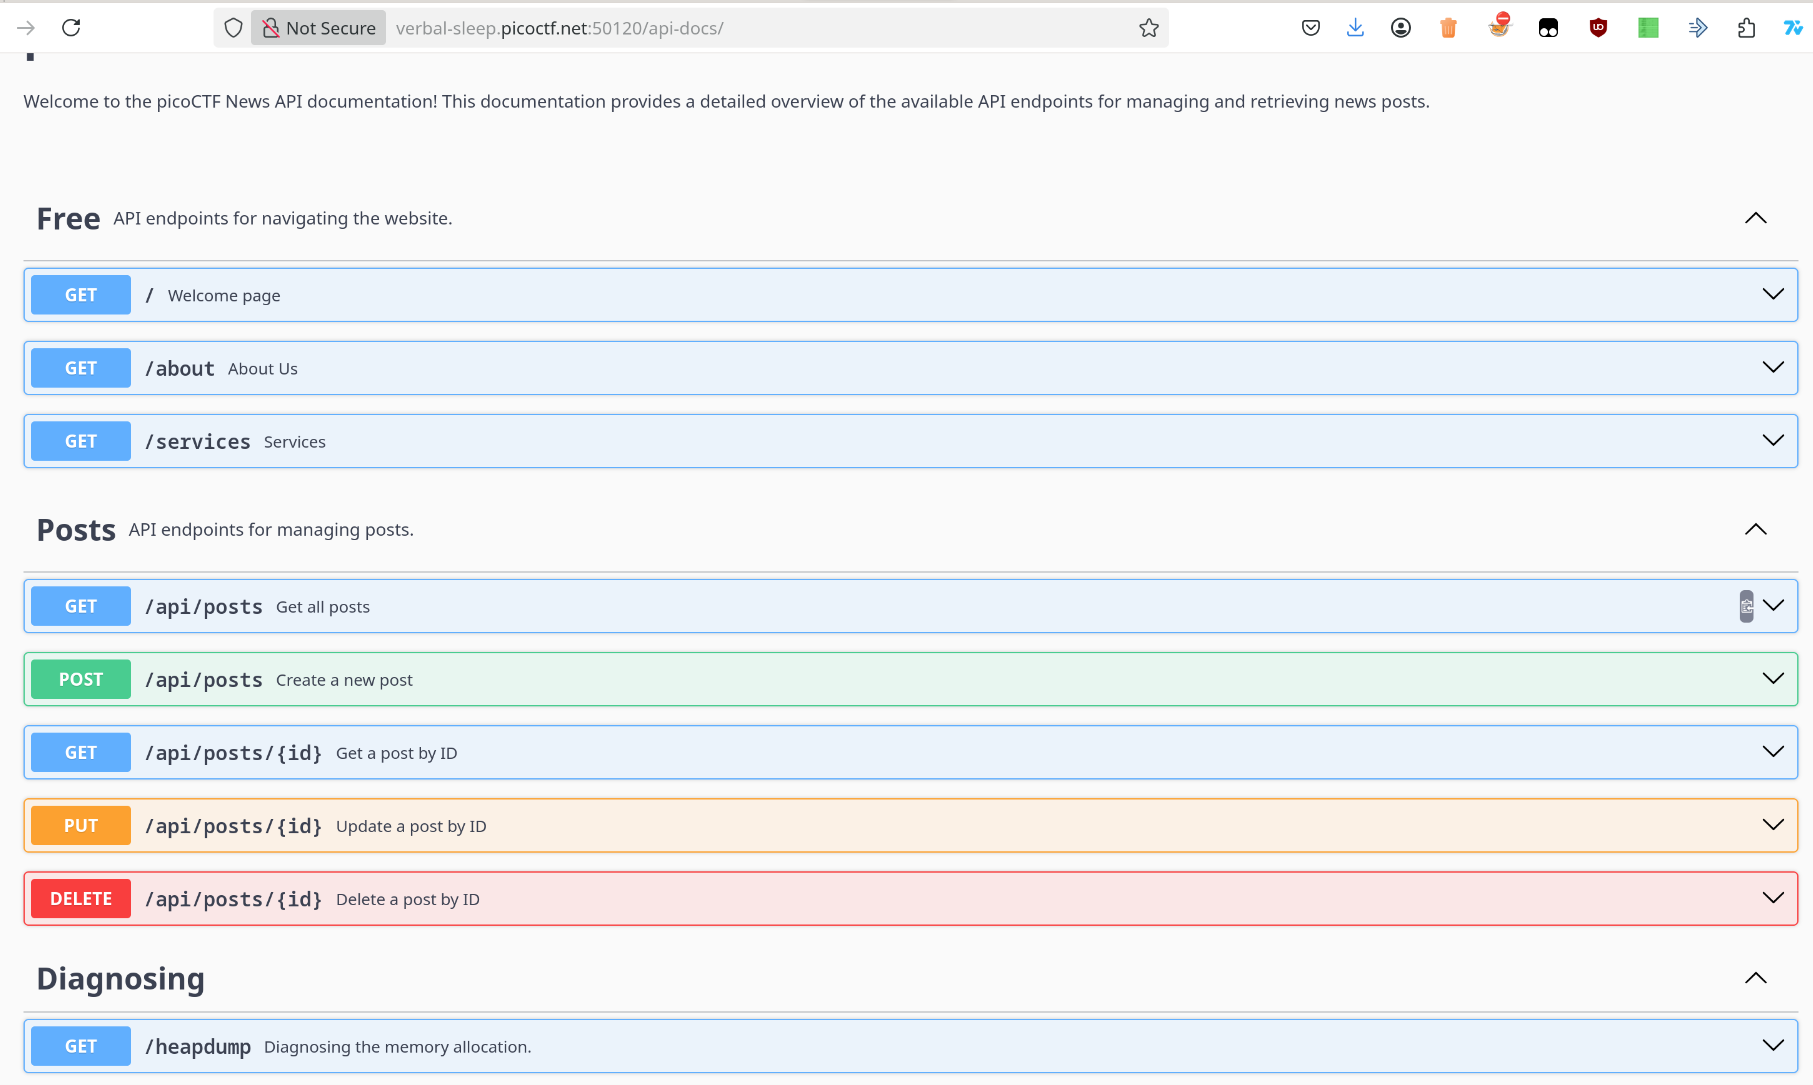 Not Secure verbal-sleep.picoctf.net:50120/api-docs/
Welcome to the picoCTF News API documentation! This documentation provides a detailed overview of the available API endpoints for managing and retrieving news posts.
Free API endpoints for navigating the website.
GET / Welcome page
GET /about About Us
GET /services Services
Posts API endpoints for managing posts.
GET /api/posts Get all posts
POST /api/posts Create a new post
GET /api/posts/{id} Get a post by ID
PUT /api/posts/{id} Update a post by ID
DELETE /api/posts/{id} Delete a post by ID
Diagnosing
GET /heapdump Diagnosing the memory allocation.